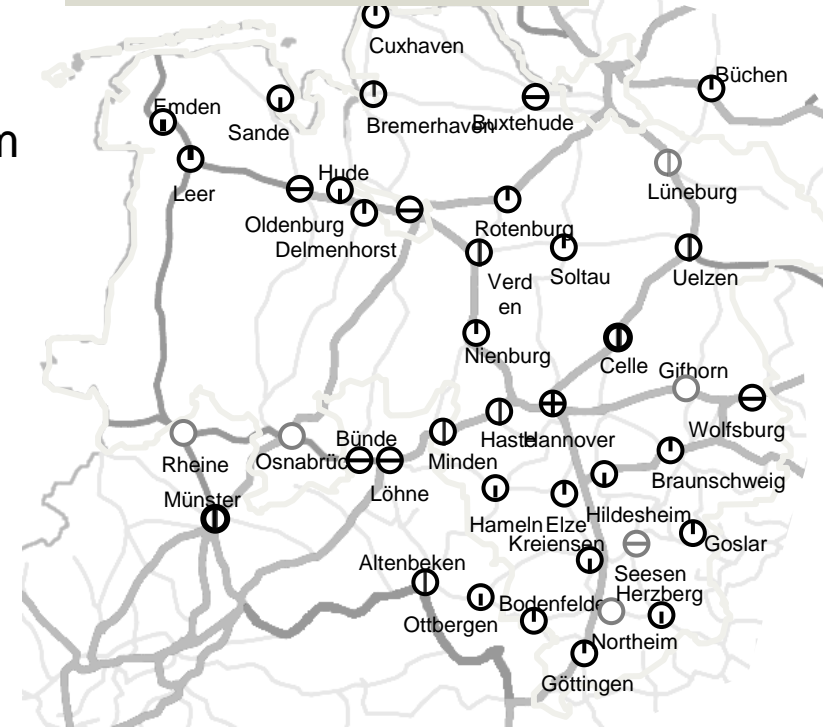 Cuxhaven
Büchen
Emden
Sande
Bremerhaven
Buxtehude
m
Hude
Leer
Lüneburg
Oldenburg
Rotenburg
Delmenhorst
Soltau
Uelzen
Verd
en
Nienburg
Celle
Gifhorn
Bünde
Haste
Hannover
Wolfsburg
Rheine
Osnabrüc
Minden
Braunschweig
Löhne
Münster
Hameln
Elze
Hildesheim
Kreiensen
Goslar
Altenbeken
Seesen
Herzberg
Bodenfelde
Ottbergen
Northeim
Göttingen